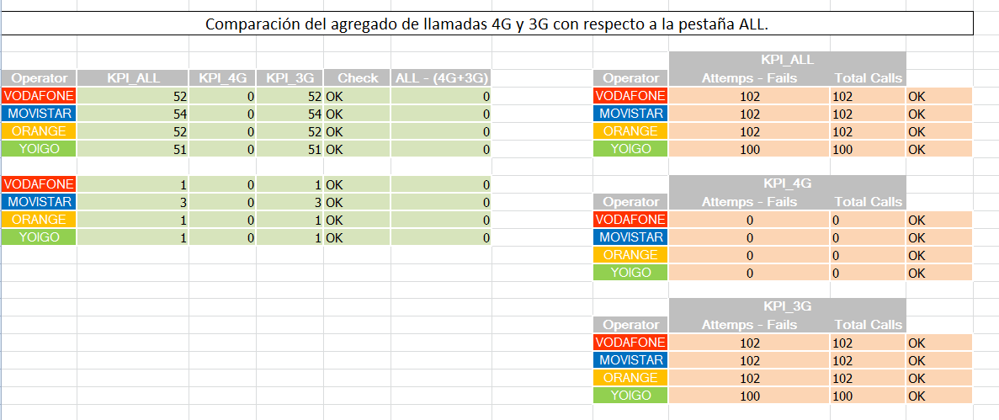 Comparación del agregado de llamadas 4G y 3G con respecto a la pestaña ALL.
Operator KPI_ALL KPI_4G KPI_3G Check ALL - (4G+3G)
VODAFONE 52 0 52 OK 0
MOVISTAR 54 0 54 OK 0
ORANGE 52 0 52 OK 0
YOIGO 51 0 51 OK 0
VODAFONE 1 0 1 OK 0
MOVISTAR 3 0 3 OK 0
ORANGE 1 0 1 OK 0
YOIGO 1 0 1 OK 0
KPI_ALL
Operator Attemps - Fails Total Calls
VODAFONE 102 102 OK
MOVISTAR 102 102 OK
ORANGE 102 102 OK
YOIGO 100 100 OK
KPI_4G
Operator Attemps - Fails Total Calls
VODAFONE 0 0 OK
MOVISTAR 0 0 OK
ORANGE 0 0 OK
YOIGO 0 0 OK
KPI_3G
Operator Attemps - Fails Total Calls
VODAFONE 102 102 OK
MOVISTAR 102 102 OK
ORANGE 102 102 OK
YOIGO 100 100 OK